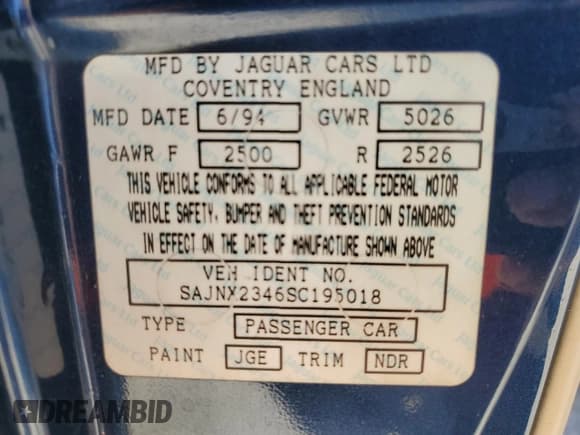 MFD BY JAGUAR CARS LTD
COVENTRY ENGLAND
MFD DATE 6/94 GVWR 5026
GAWR F 2500 R 2526
THIS VEHICLE CONFORMS TO ALL APPLICABLE FEDERAL MOTOR
VEHICLE SAFETY, BUMPER AND THEFT PREVENTION STANDARDS
IN EFFECT ON THE DATE OF MANUFACTURE SHOWN ABOVE
VEH IDENT NO.
SAJNX2346SC195018
TYPE PASSENGER CAR
PAINT JGE TRIM NDR
DREAMBID